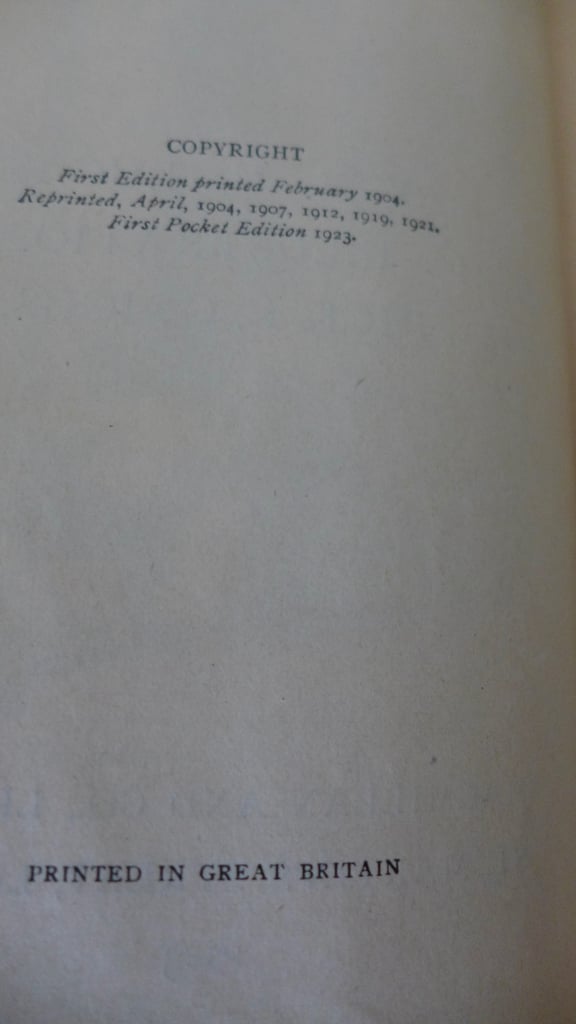 COPYRIGHT
First Edition printed February 1904.
Reprinted, April, 1904, 1907, 1912, 1919, 1921.
First Pocket Edition 1923.
PRINTED IN GREAT BRITAIN